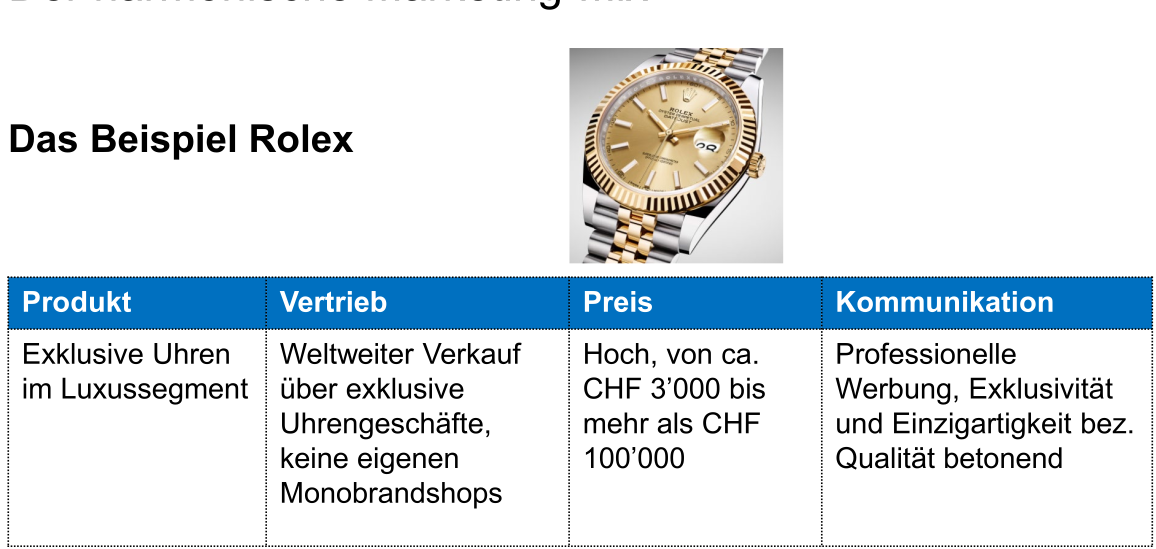 Das Beispiel Rolex
ROLEX
Produkt
Vertrieb
Preis
Kommunikation
Exklusive Uhren
im Luxussegment
Weltweiter Verkauf
über exklusive
Uhrengeschäfte,
keine eigenen
Monobrandshops
Hoch, von ca.
CHF 3’000 bis
mehr als CHF
100’000
Professionelle
Werbung, Exklusivität
und Einzigartigkeit bez.
Qualität betonend